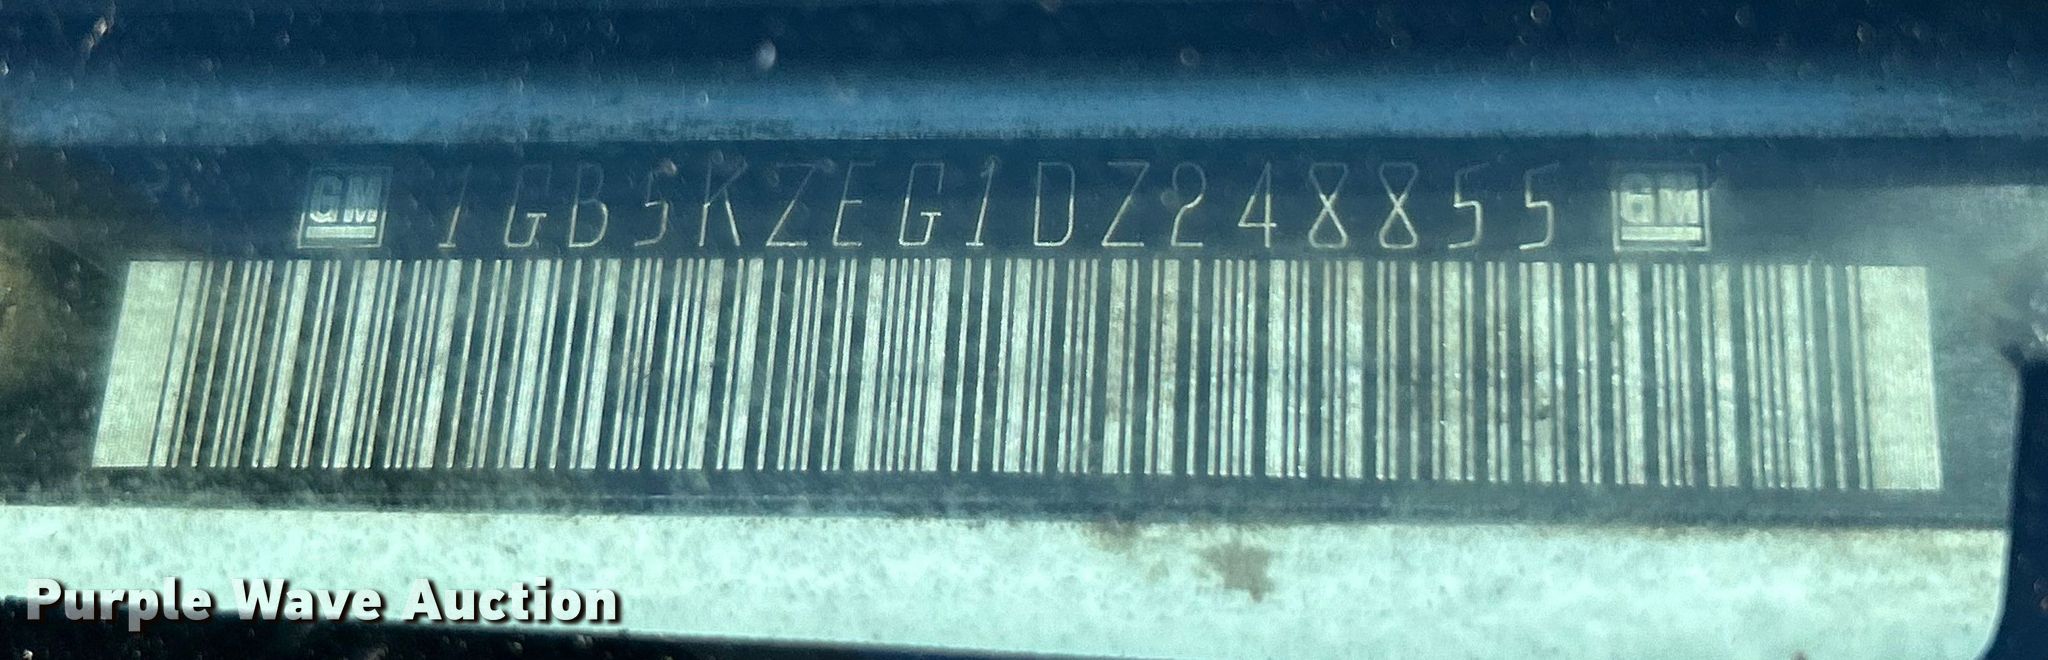 GM 1GB5KZEG1DZ248855 GM
Purple Wave Auction